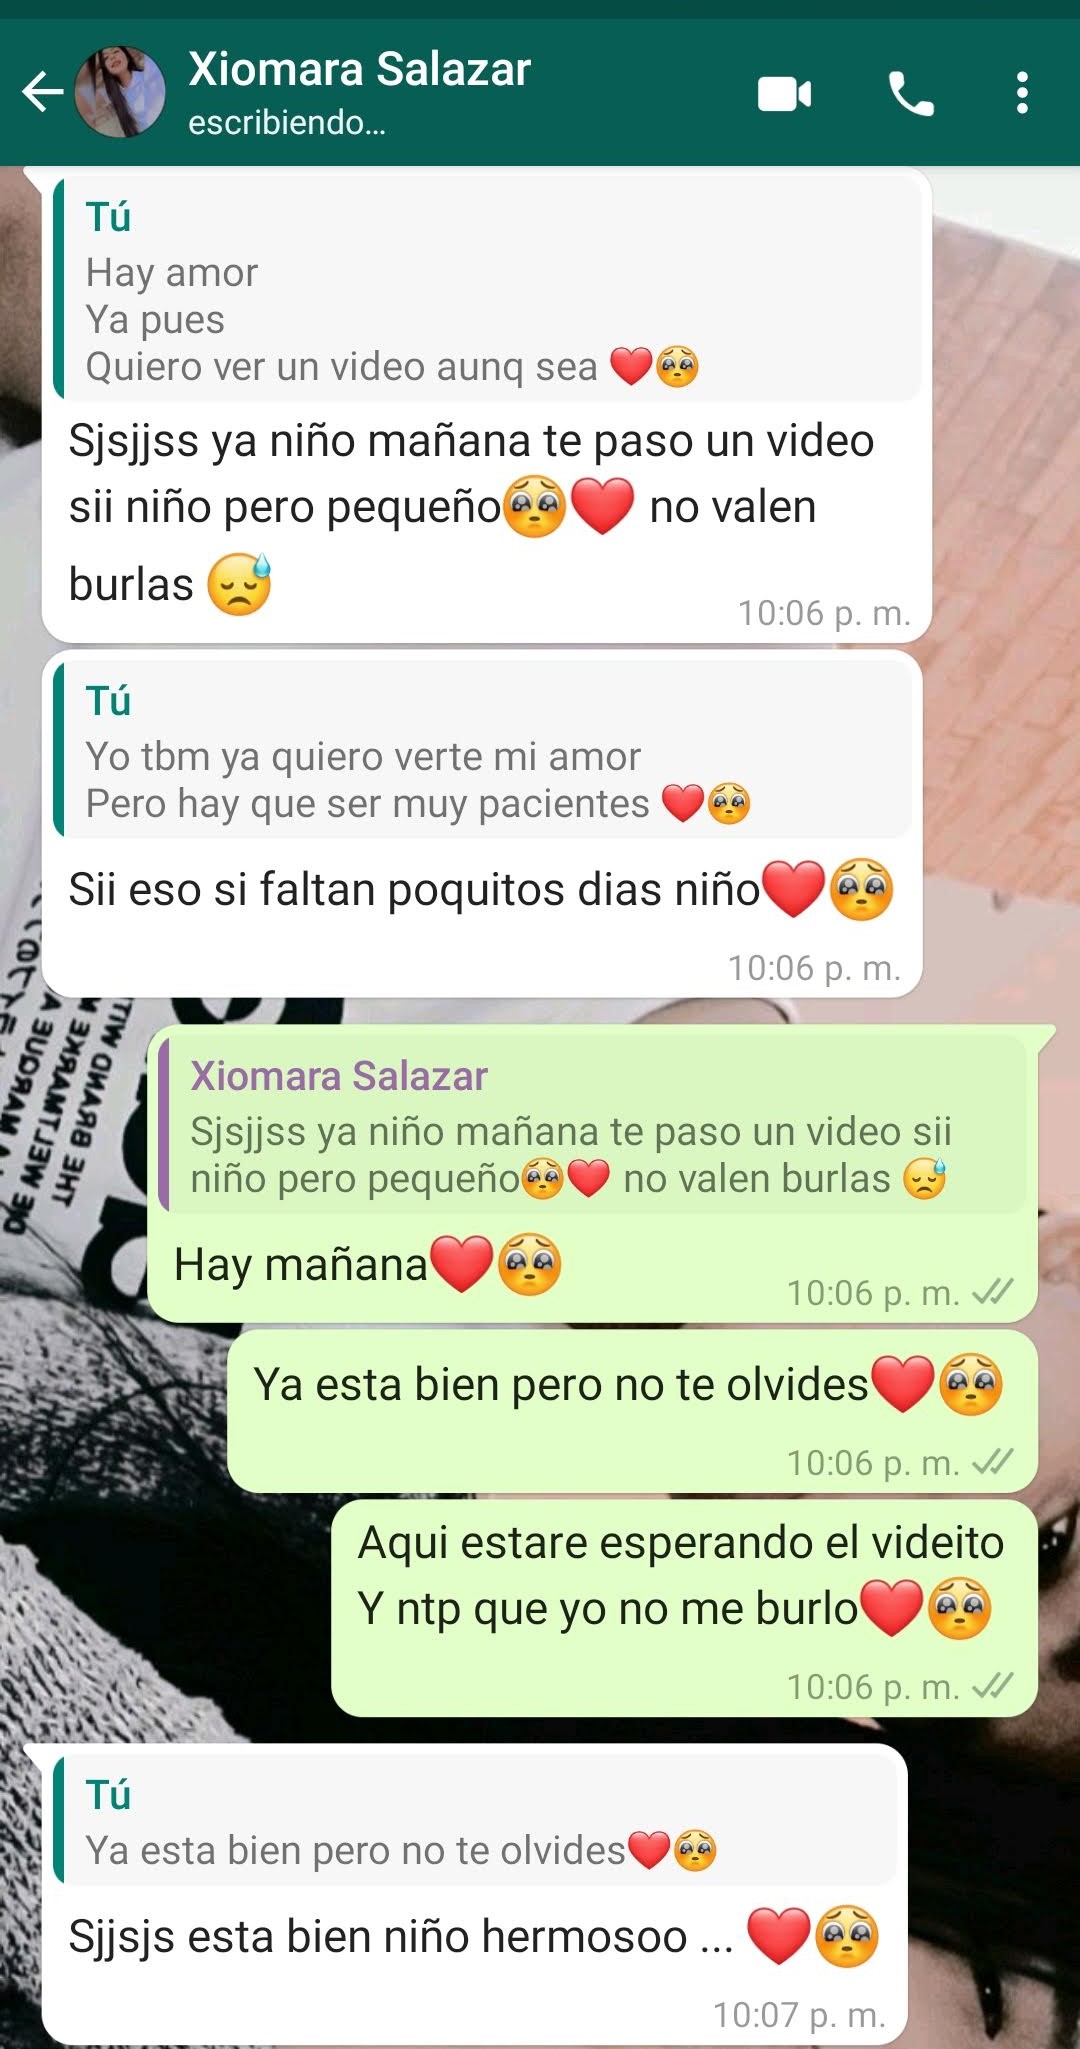 Xiomara Salazar
escribiendo...
Tú
Hay amor
Ya pues
Quiero ver un video aunq sea ❤️🥺
Sjsjjss ya niño mañana te paso un video
sii niño pero pequeño🥺❤️ no valen
burlas 😓
10:06 p. m.
Tú
Yo tbm ya quiero verte mi amor
Pero hay que ser muy pacientes ❤️🥺
Sii eso si faltan poquitos dias niño❤️🥺
10:06 p. m.
Xiomara Salazar
Sjsjjss ya niño mañana te paso un video sii
niño pero pequeño🥺❤️ no valen burlas 😓
Hay mañana❤️🥺
10:06 p. m.
Ya esta bien pero no te olvides❤️🥺
10:06 p. m.
Aqui estare esperando el videito
Y ntp que yo no me burlo❤️🥺
10:06 p. m.
Tú
Ya esta bien pero no te olvides❤️🥺
Sjjsjs esta bien niño hermosoo ... ❤️🥺
10:07 p. m.
THE BRAND WIT